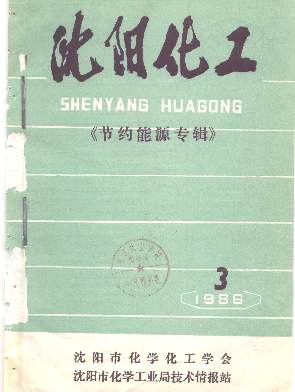 沈阳化工
SHENYANG HUAGONG
《节约能源专辑》
3
1986
沈阳市化学化工学会
沈阳市化学工业局技术情报站